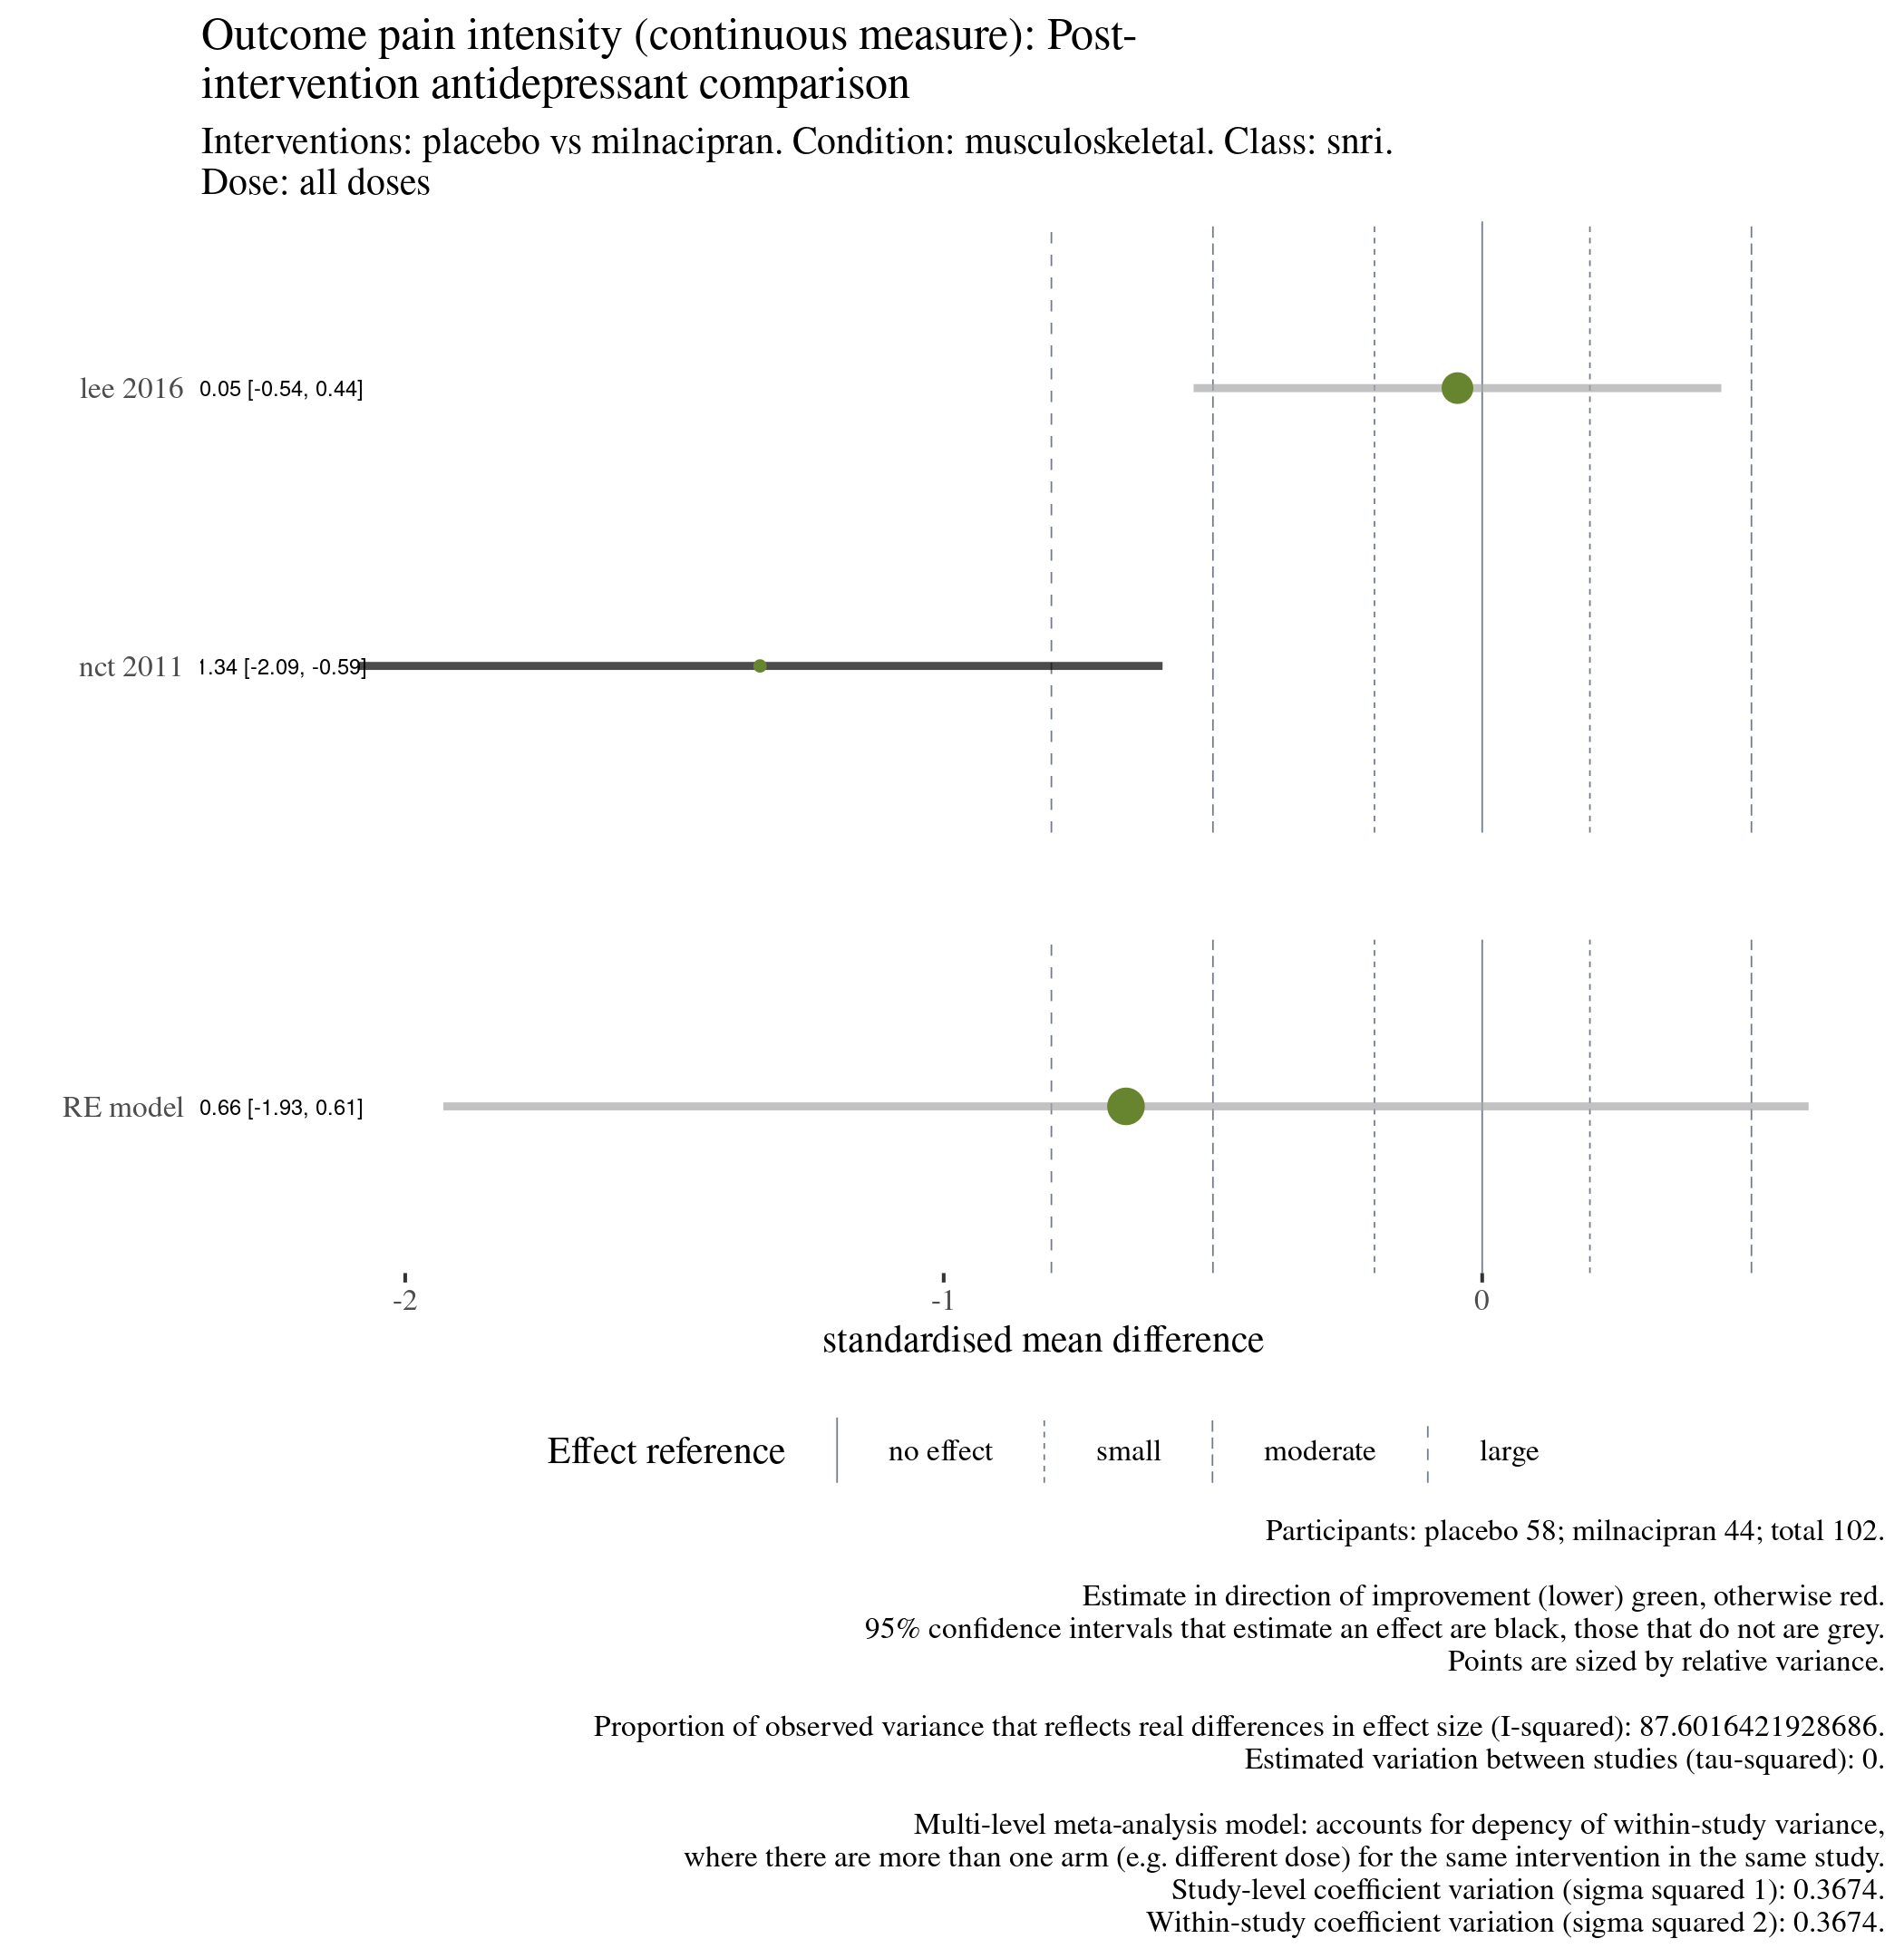 Outcome pain intensity (continuous measure): Post-
intervention antidepressant comparison
Interventions: placebo vs milnacipran. Condition: musculoskeletal. Class: snri.
Dose: all doses
lee 2016 0.05 [-0.54, 0.44]
nct 2011 1.34 [-2.09, -0.59]
RE model 0.66 [-1.93, 0.61]
-2 -1 0
standardised mean difference
Effect reference no effect small moderate large
Participants: placebo 58; milnacipran 44; total 102.
Estimate in direction of improvement (lower) green, otherwise red.
95% confidence intervals that estimate an effect are black, those that do not are grey.
Points are sized by relative variance.
Proportion of observed variance that reflects real differences in effect size (I-squared): 87.6016421928686.
Estimated variation between studies (tau-squared): 0.
Multi-level meta-analysis model: accounts for depency of within-study variance,
where there are more than one arm (e.g. different dose) for the same intervention in the same study.
Study-level coefficient variation (sigma squared 1): 0.3674.
Within-study coefficient variation (sigma squared 2): 0.3674.